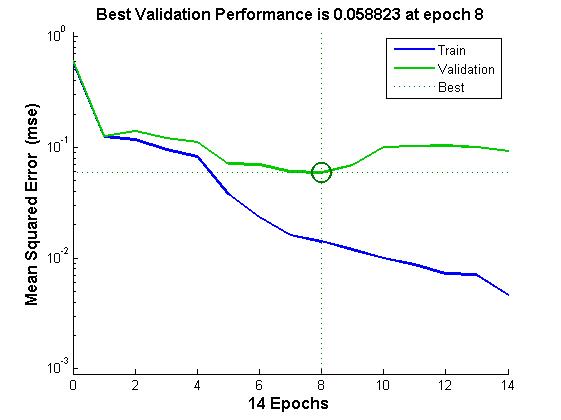 Best Validation Performance is 0.058823 at epoch 8
Mean Squared Error (mse)
10^0
10^-1
10^-2
10^-3
Train
Validation
Best
0 2 4 6 8 10 12 14
14 Epochs